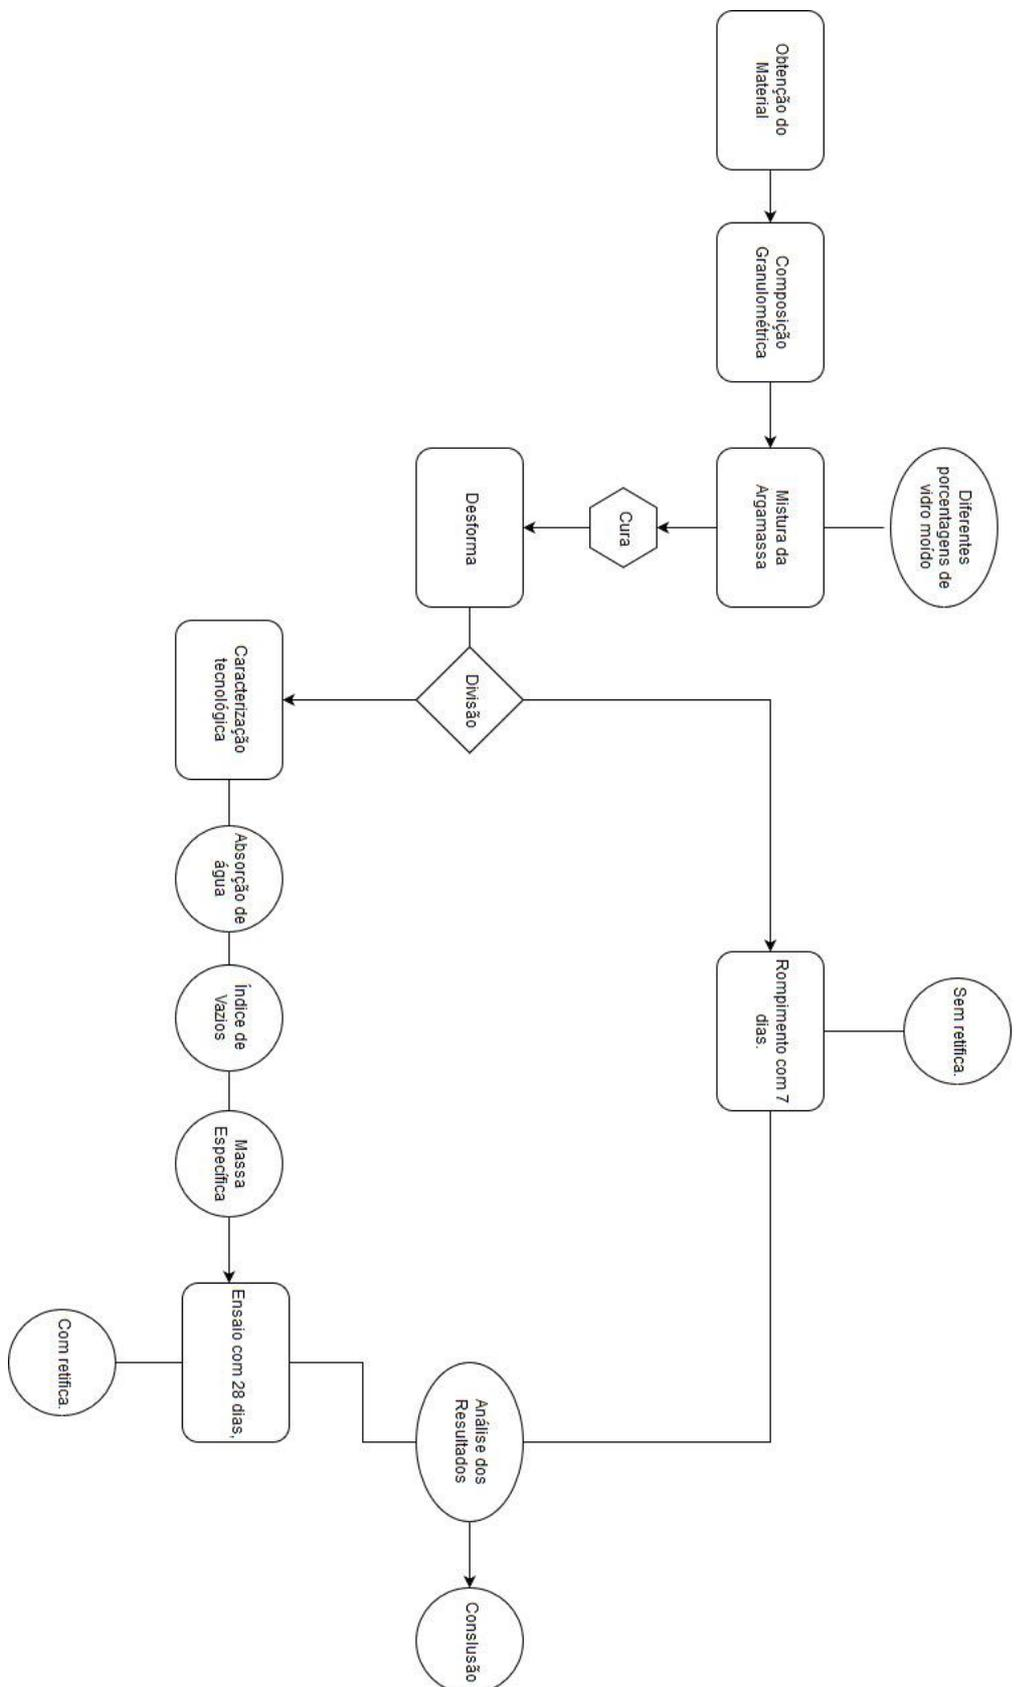 Obtenção do
Material
Composição
Granulométrica
Diferentes
porcentagens de
vidro moído
Mistura da
Argamassa
Cura
Desforma
Divisão
Caracterização
tecnológica
Absorção de
água
Índice de
Vazios
Massa
Específica
Ensaio com 28 dias,
Com retifica.
Sem retifica.
Rompimento com 7
dias.
Análise dos
Resultados
Conslusão